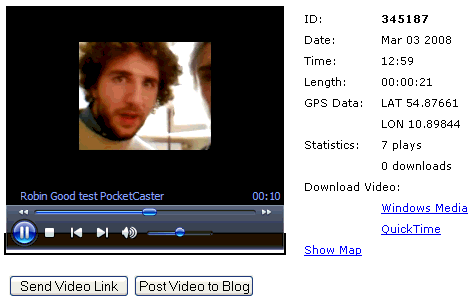 Robin Good test PocketCaster 00:10
Send Video Link Post Video to Blog
ID: 345187
Date: Mar 03 2008
Time: 12:59
Length: 00:00:21
GPS Data: LAT 54.87661
LON 10.89844
Statistics: 7 plays
0 downloads
Download Video:
Windows Media
QuickTime
Show Map